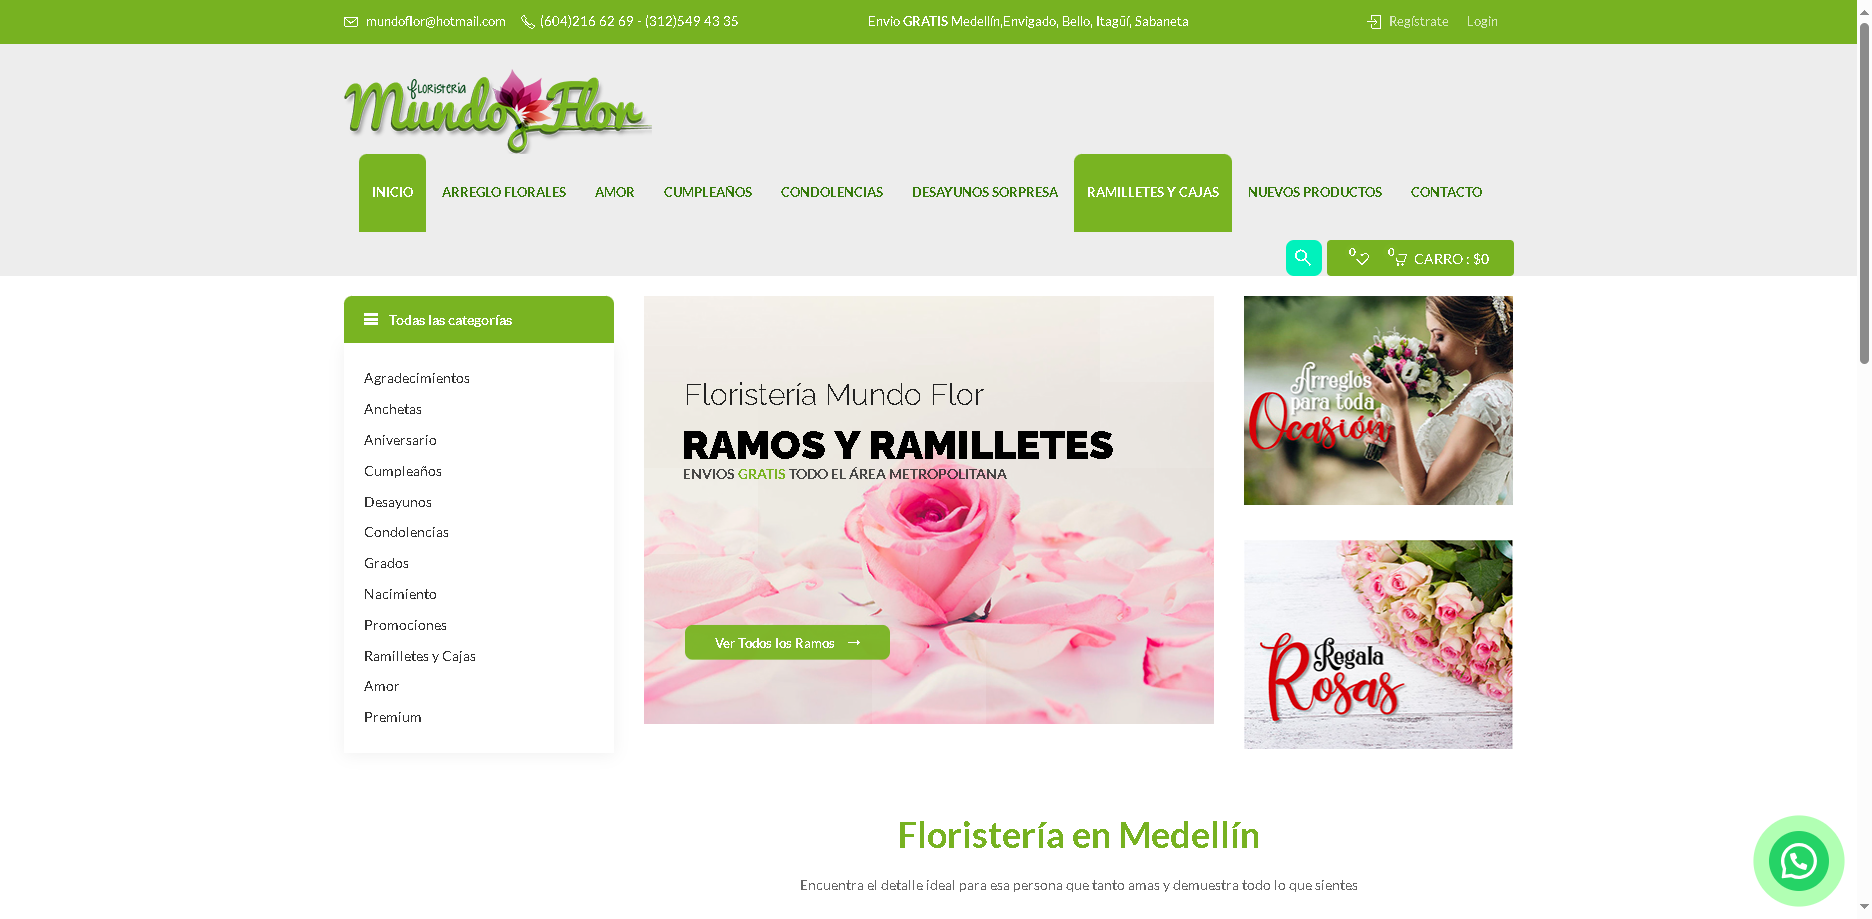 mundoflor@hotmail.com (604)216 62 69 - (312)549 43 35 Envio GRATIS Medellín,Envigado, Bello, Itagüí, Sabaneta Regístrate Login
FLORISTERÍA
Mundo Flor
INICIO ARREGLO FLORALES AMOR CUMPLEAÑOS CONDOLENCIAS DESAYUNOS SORPRESA RAMILLETES Y CAJAS NUEVOS PRODUCTOS CONTACTO
0 0 CARRO : $0
Todas las categorías
Agradecimientos
Anchetas
Aniversario
Cumpleaños
Desayunos
Condolencias
Grados
Nacimiento
Promociones
Ramilletes y Cajas
Amor
Premium
Floristería Mundo Flor
RAMOS Y RAMILLETES
ENVIOS GRATIS TODO EL ÁREA METROPOLITANA
Ver Todos los Ramos
Arreglos
para toda
Ocasión
Regala
Rosas
Floristería en Medellín
Encuentra el detalle ideal para esa persona que tanto amas y demuestra todo lo que sientes